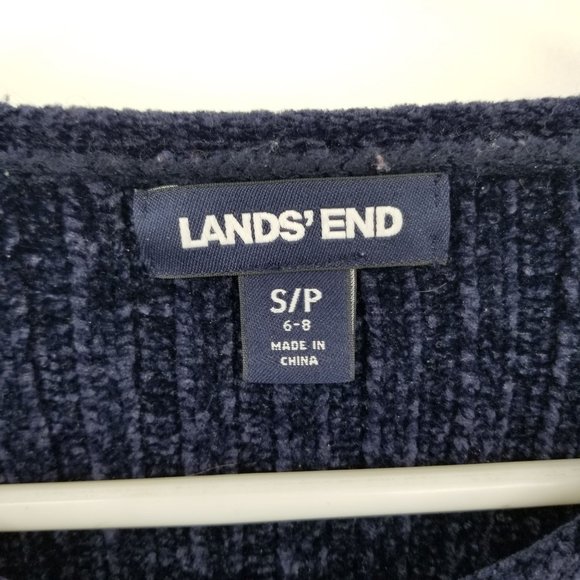 LANDS' END
S/P
6-8
MADE IN
CHINA